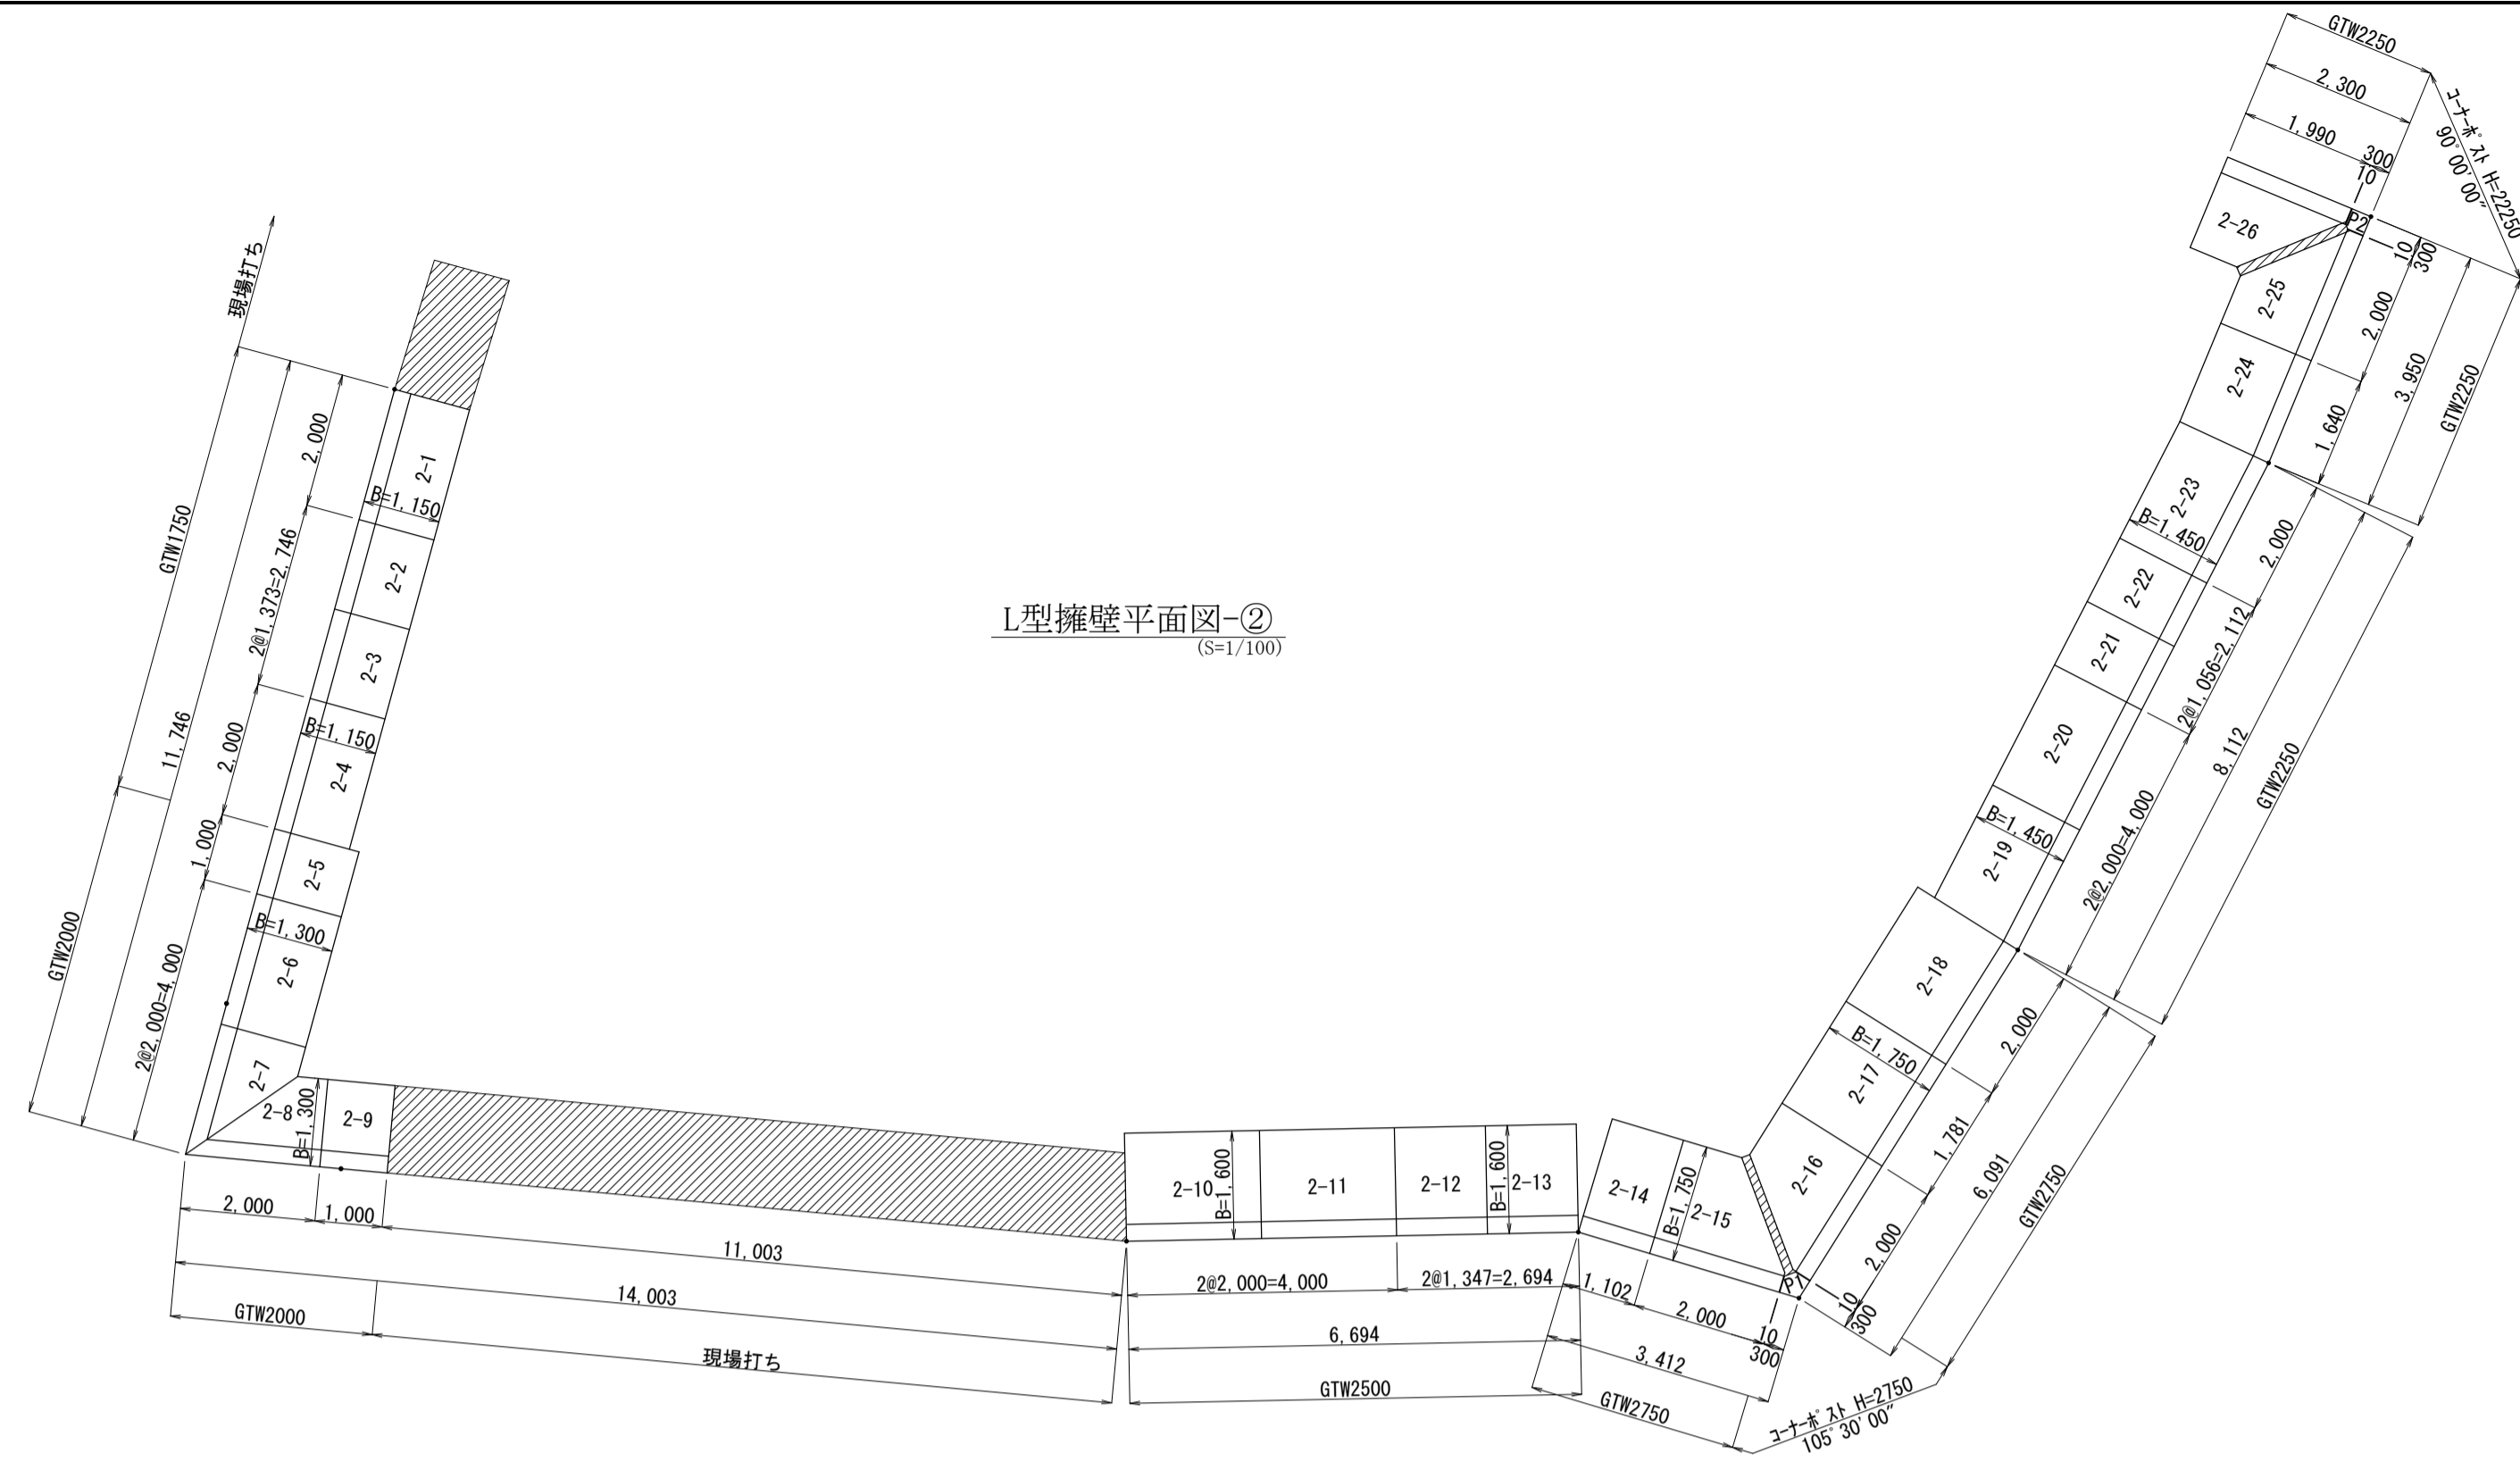 L型擁壁平面図-②
(S=1/100)
現場打ち
GTW1750
GTW2000
11,746
2,000
2@1,373=2,746
2,000
1,000
2@2,000=4,000
2-1
B=1,150
2-2
2-3
B=1,150
2-4
2-5
B=1,300
2-6
2-7
2-8
B=1,300
2-9
2,000
1,000
11,003
14,003
GTW2000
現場打ち
2-10
B=1,600
2-11
2-12
B=1,600
2-13
2@2,000=4,000
2@1,347=2,694
6,694
GTW2500
2-14
B=1,750
2-15
P1
1,102
2,000
10
300
3,412
GTW2750
コーナーポスト H=2750
105°30'00"
2-16
2-17
B=1,750
2-18
10
300
2,000
1,781
2,000
6,091
GTW2750
2-19
B=1,450
2-20
2-21
2-22
B=1,450
2-23
2@2,000=4,000
2@1,056=2,112
2,000
8,112
GTW2250
2-24
2-25
1,640
2,000
10
300
3,950
GTW2250
2-26
P2
GTW2250
2,300
1,990
300
10
コーナーポスト H=22250
90°00'00"